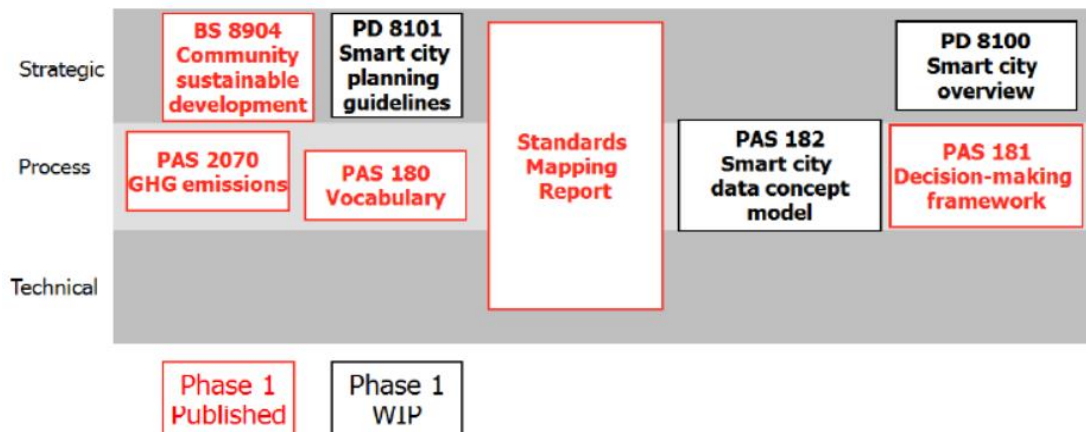 Strategic
BS 8904
Community
sustainable
development
PD 8101
Smart city
planning
guidelines
PD 8100
Smart city
overview
Process
PAS 2070
GHG emissions
PAS 180
Vocabulary
Standards
Mapping
Report
PAS 182
Smart city
data concept
model
PAS 181
Decision-making
framework
Technical
Phase 1
Published
Phase 1
WIP